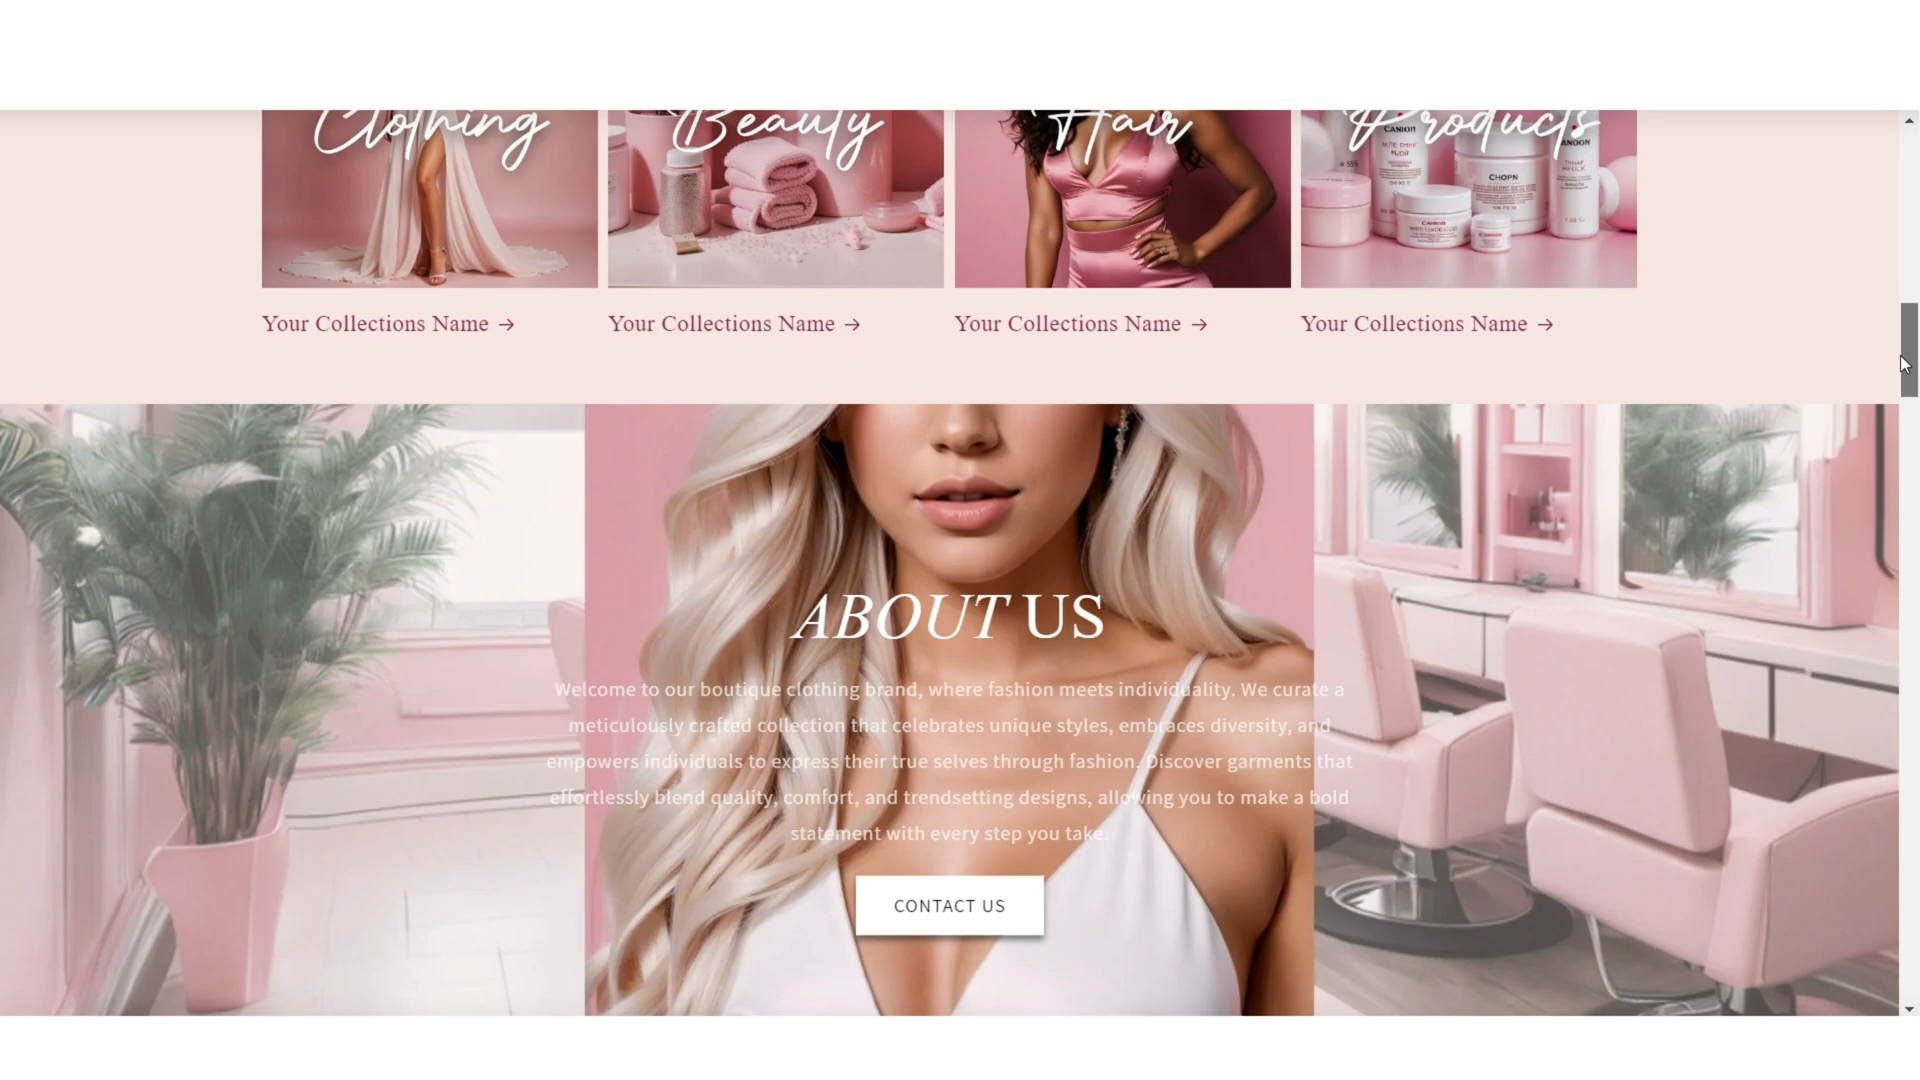 Clothing
Beauty
Hair
Products
CANOON
CHOPN
Your Collections Name →
Your Collections Name →
Your Collections Name →
Your Collections Name →
ABOUT US
Welcome to our boutique clothing brand, where fashion meets individuality. We curate a
meticulously crafted collection that celebrates unique styles, embraces diversity, and
empowers individuals to express their true selves through fashion. Discover garments that
effortlessly blend quality, comfort, and trendsetting designs, allowing you to make a bold
statement with every step you take.
CONTACT US